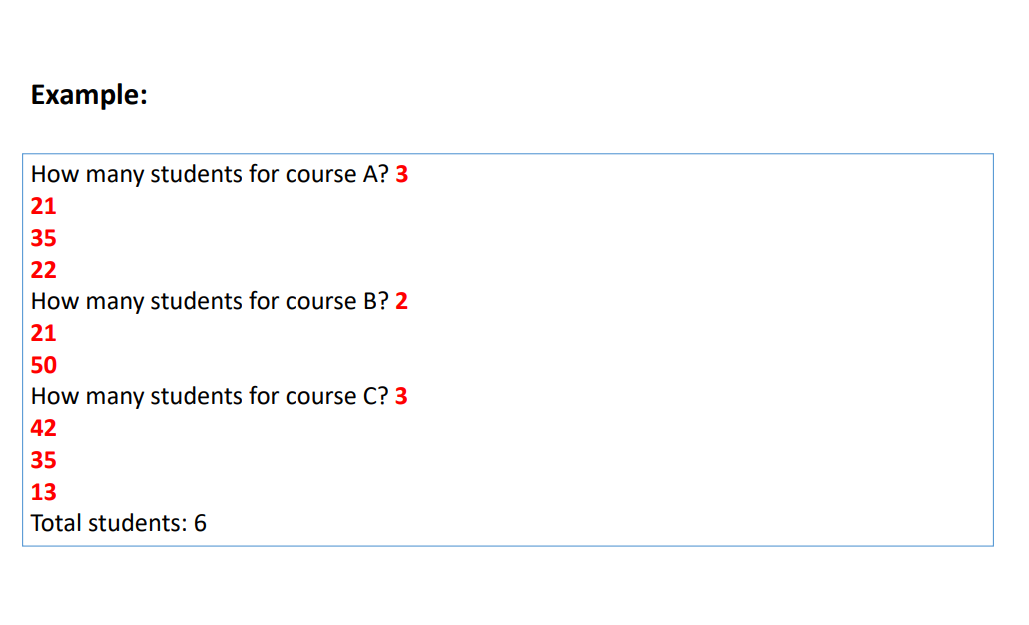 Example:
How many students for course A? 3
21
35
22
How many students for course B? 2
21
50
How many students for course C? 3
42
35
13
Total students: 6